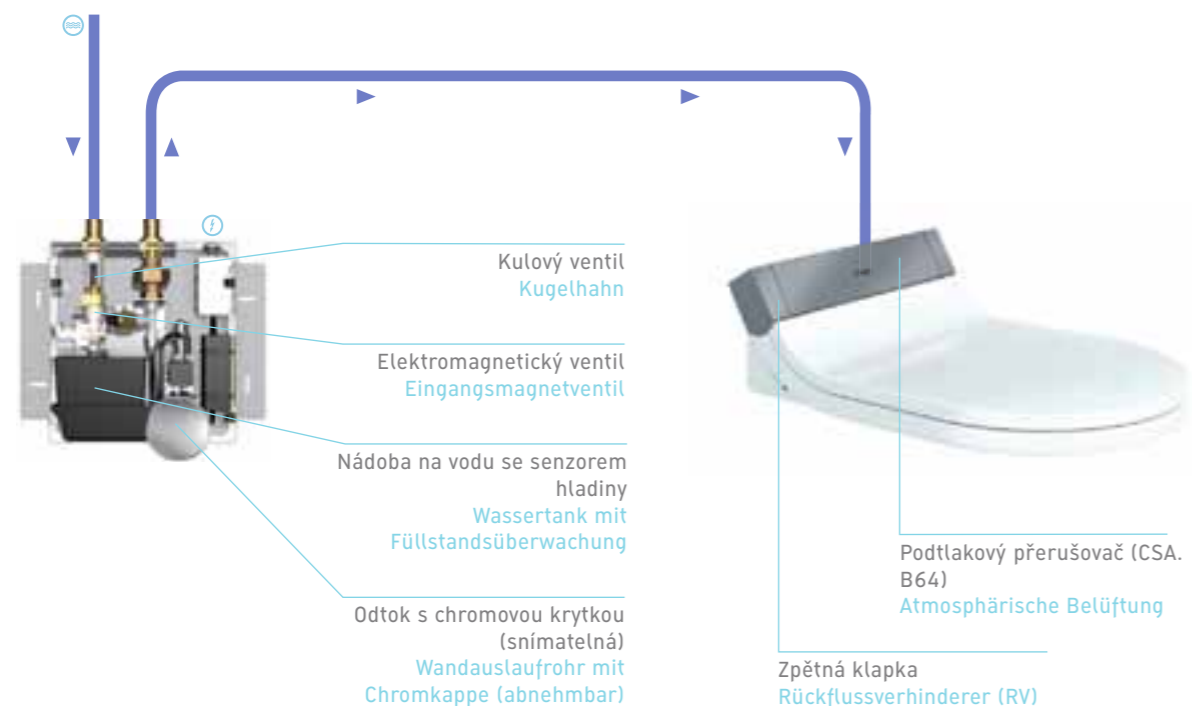 Kulový ventil
Kugelhahn
Elektromagnetický ventil
Eingangsmagnetventil
Nádoba na vodu se senzorem
hladiny
Wassertank mit
Füllstandsüberwachung
Odtok s chromovou krytkou
(snímatelná)
Wandauslaufrohr mit
Chromkappe (abnehmbar)
Podtlakový přerušovač (CSA.
B64)
Atmosphärische Belüftung
Zpětná klapka
Rückflussverhinderer (RV)